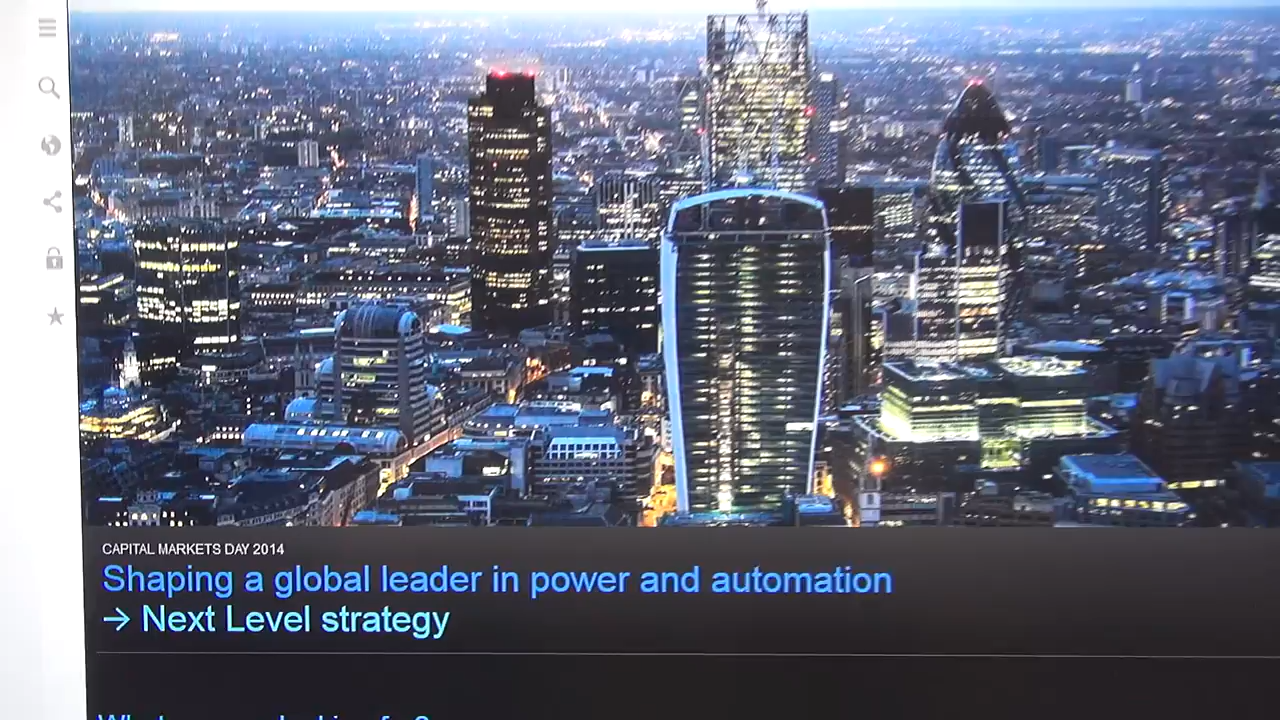 CAPITAL MARKETS DAY 2014
Shaping a global leader in power and automation
→ Next Level strategy